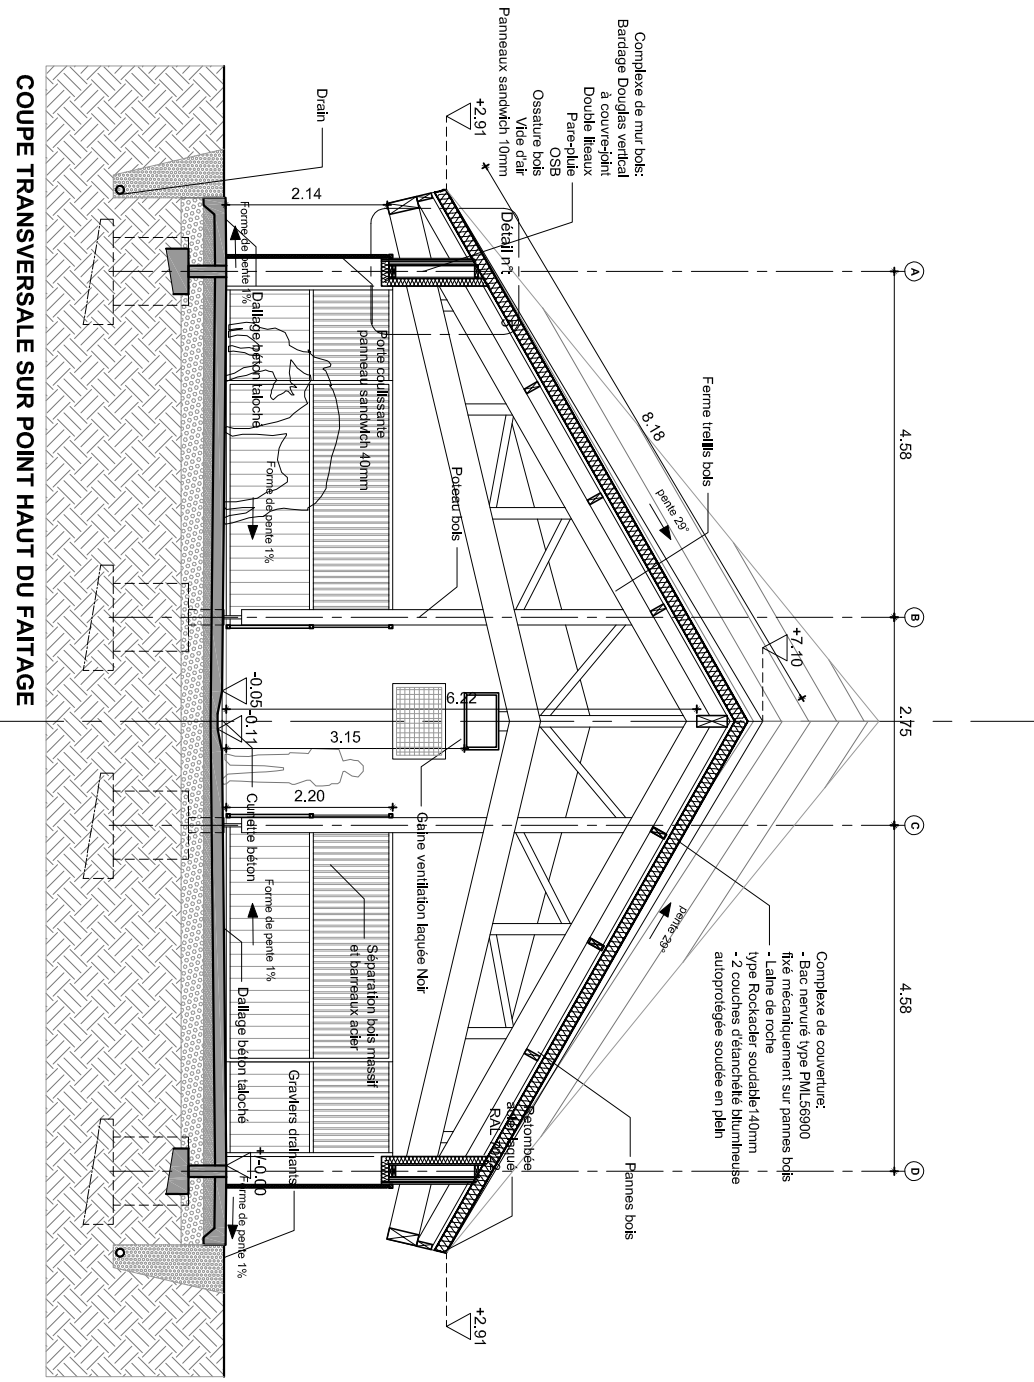 Complexe de mur bois:
Bardage Douglas vertical
à couvre-joint
Double liteaux
Pare-pluie
OSB
Ossature bois
Vide d'air
Panneaux sandwich 10mm
+2.91
8.18
pente 29°
Ferme treillis bois
+7.10
A
4.58
B
2.75
C
4.58
D
Complexe de couverture:
- Bac nervuré type PML56900
fixé mécaniquement sur pannes bois
- Laine de roche
type Rockacier soudable140mm
- 2 couches d'étanchéité bitumineuse
autoprotégée soudée en plein
pente 29°
Pannes bois
Retombée
RAL
+2.91
Détail n°
Drain
2.14
Forme de pente 1%
Dallage béton taloché
Porte coulissante
panneau sandwich 40mm
Forme de pente 1%
Poteau bois
-0.05
-0.11
6.22
3.15
2.20
Gaine ventilation laquée Noir
Cunette béton
Forme de pente 1%
Séparation bois massif
et barreaux acier
Dallage béton taloché
Graviers drainants
+/-0.00
Forme de pente 1%
COUPE TRANSVERSALE SUR POINT HAUT DU FAITAGE